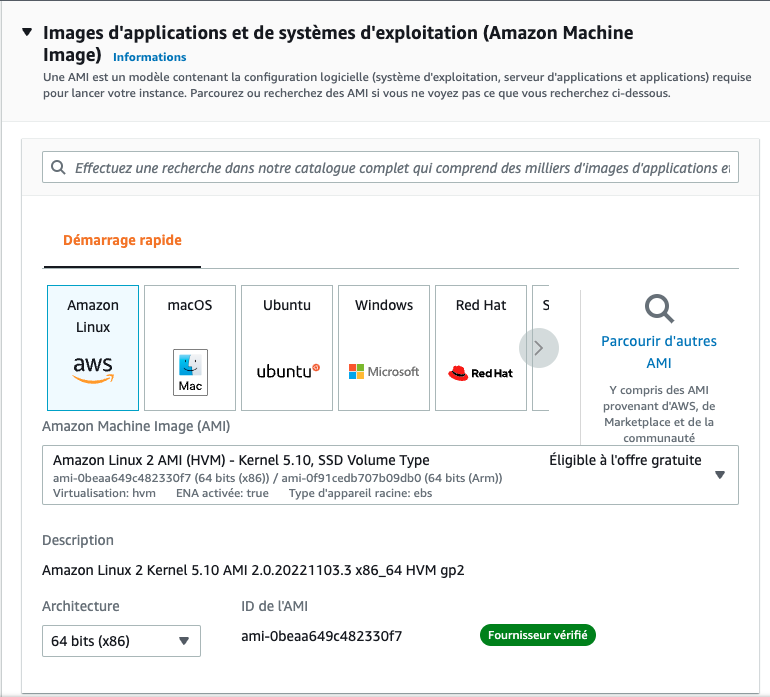 Images d'applications et de systèmes d'exploitation (Amazon Machine
Image) Informations
Une AMI est un modèle contenant la configuration logicielle (système d'exploitation, serveur d'applications et applications) requise
pour lancer votre instance. Parcourez ou recherchez des AMI si vous ne voyez pas ce que vous recherchez ci-dessous.
Effectuez une recherche dans notre catalogue complet qui comprend des milliers d'images d'applications et
Démarrage rapide
Amazon
Linux
aws
macOS
Mac
Ubuntu
ubuntu
Windows
Microsoft
Red Hat
Red Hat
S
Parcourir d'autres
AMI
Y compris des AMI
provenant d'AWS, de
Marketplace et de la
communauté
Amazon Machine Image (AMI)
Amazon Linux 2 AMI (HVM) - Kernel 5.10, SSD Volume Type
Éligible à l'offre gratuite
ami-0beaa649c482330f7 (64 bits (x86)) / ami-0f91cedb707b09db0 (64 bits (Arm))
Virtualisation: hvm ENA activée: true Type d'appareil racine: ebs
Description
Amazon Linux 2 Kernel 5.10 AMI 2.0.20221103.3 x86_64 HVM gp2
Architecture
ID de l'AMI
64 bits (x86)
ami-0beaa649c482330f7
Fournisseur vérifié